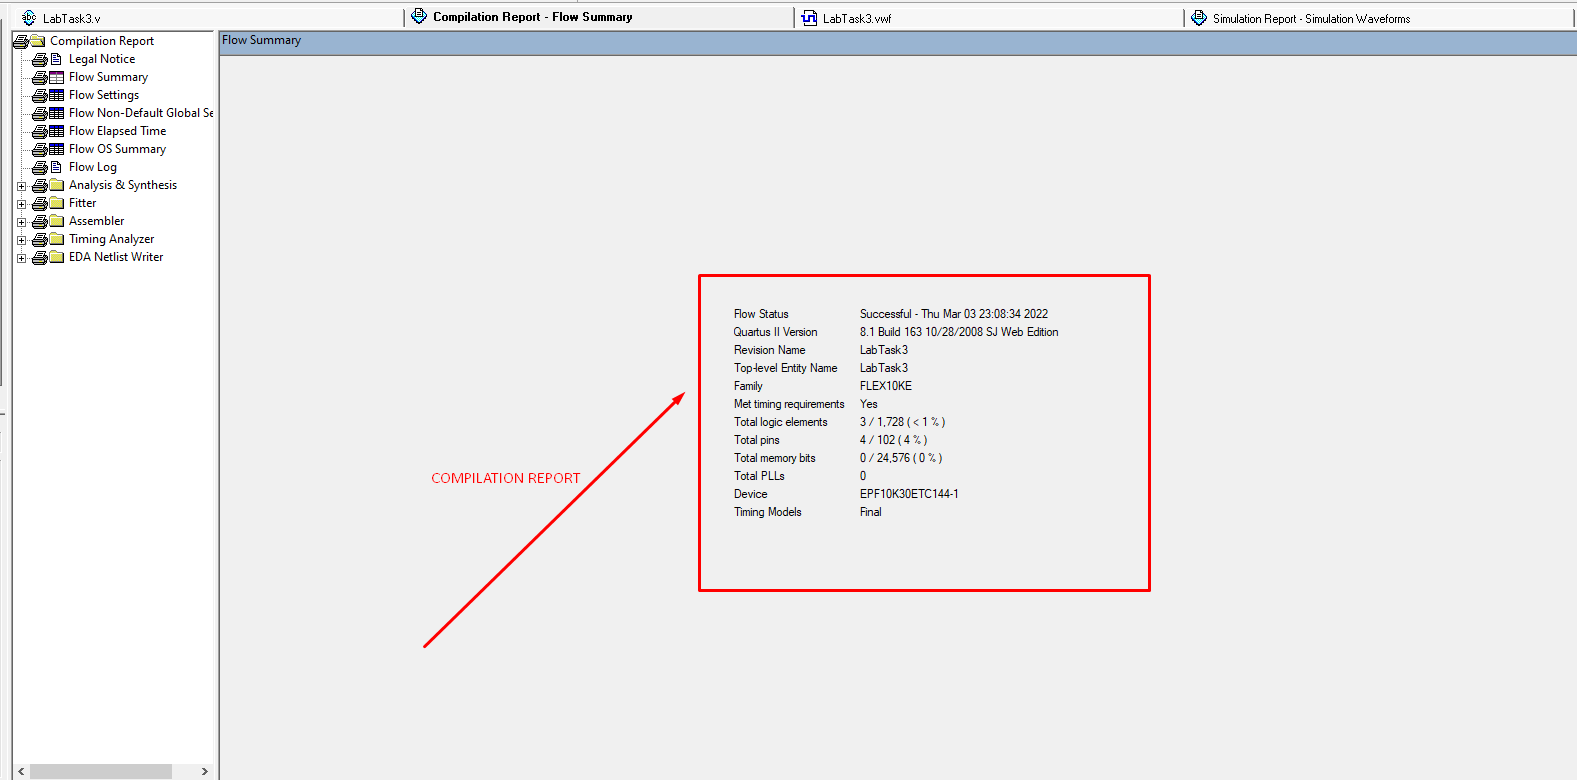 LabTask3.v
Compilation Report - Flow Summary
LabTask3.vwf
Simulation Report - Simulation Waveforms
Compilation Report
Legal Notice
Flow Summary
Flow Settings
Flow Non-Default Global Se
Flow Elapsed Time
Flow OS Summary
Flow Log
Analysis & Synthesis
Fitter
Assembler
Timing Analyzer
EDA Netlist Writer
Flow Summary
COMPILATION REPORT
Flow Status Successful - Thu Mar 03 23:08:34 2022
Quartus II Version 8.1 Build 163 10/28/2008 SJ Web Edition
Revision Name LabTask3
Top-level Entity Name LabTask3
Family FLEX10KE
Met timing requirements Yes
Total logic elements 3 / 1,728 ( < 1 % )
Total pins 4 / 102 ( 4 % )
Total memory bits 0 / 24,576 ( 0 % )
Total PLLs 0
Device EPF10K30ETC144-1
Timing Models Final